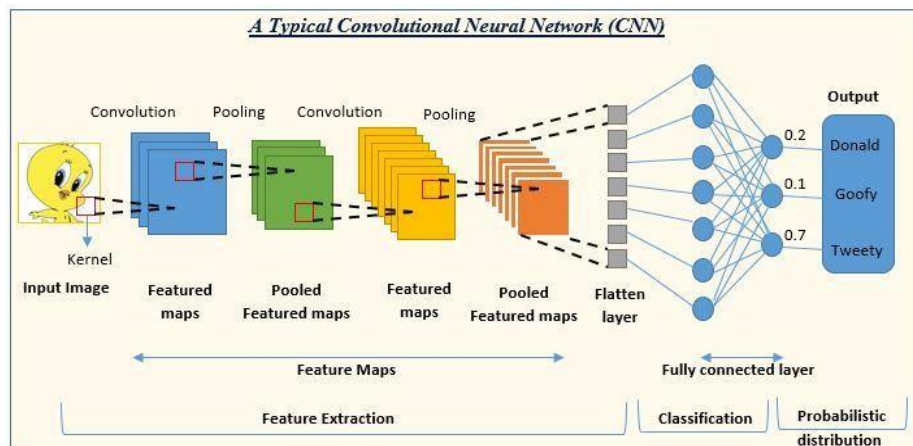 A Typical Convolutional Neural Network (CNN)
Convolution
Pooling
Convolution
Pooling
Output
0.2
Donald
0.1
Goofy
0.7
Tweety
Kernel
Input Image
Featured
maps
Pooled
Featured maps
Featured
maps
Pooled
Featured maps
Flatten
layer
Feature Maps
Fully connected layer
Feature Extraction
Classification
Probabilistic
distribution